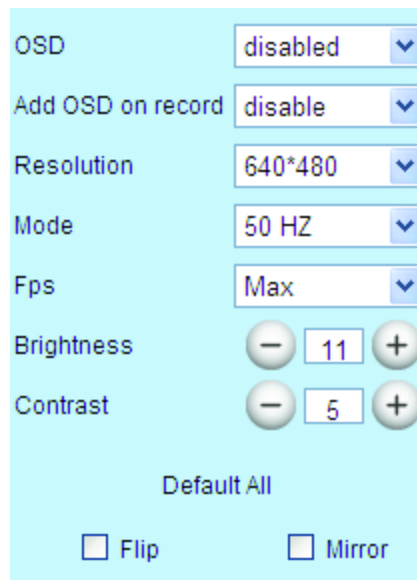 OSD disabled
Add OSD on record disable
Resolution 640*480
Mode 50 HZ
Fps Max
Brightness − 11 +
Contrast − 5 +
Default All
Flip Mirror